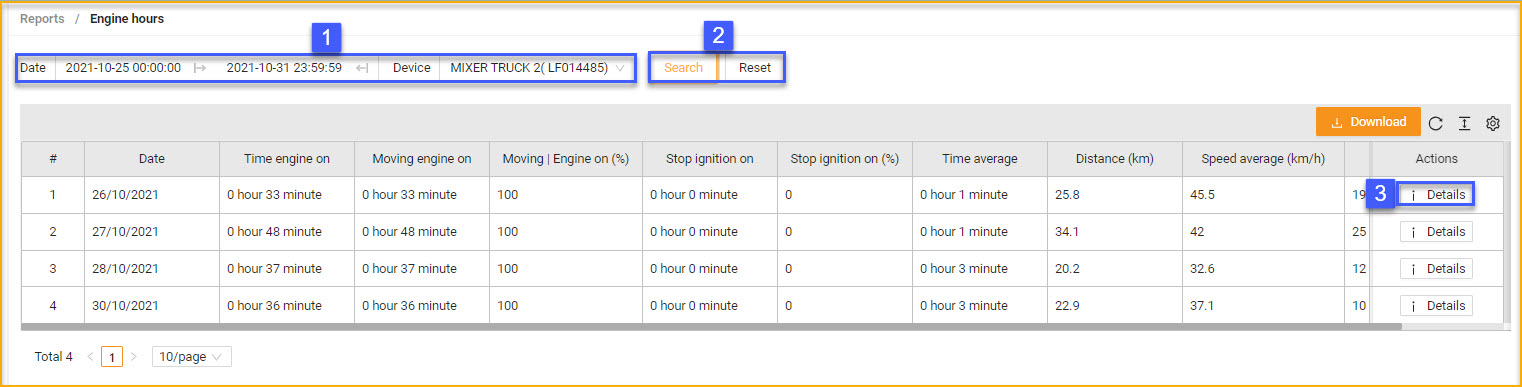 Reports / Engine hours
1 2
Date 2021-10-25 00:00:00 2021-10-31 23:59:59 Device MIXER TRUCK 2( LF014485) Search Reset
Download
# Date Time engine on Moving engine on Moving | Engine on (%) Stop ignition on Stop ignition on (%) Time average Distance (km) Speed average (km/h) Actions
1 26/10/2021 0 hour 33 minute 0 hour 33 minute 100 0 hour 0 minute 0 0 hour 1 minute 25.8 45.5 19 3 Details
2 27/10/2021 0 hour 48 minute 0 hour 48 minute 100 0 hour 0 minute 0 0 hour 1 minute 34.1 42 25 Details
3 28/10/2021 0 hour 37 minute 0 hour 37 minute 100 0 hour 0 minute 0 0 hour 3 minute 20.2 32.6 12 Details
4 30/10/2021 0 hour 36 minute 0 hour 36 minute 100 0 hour 0 minute 0 0 hour 3 minute 22.9 37.1 10 Details
Total 4 < 1 > 10/page